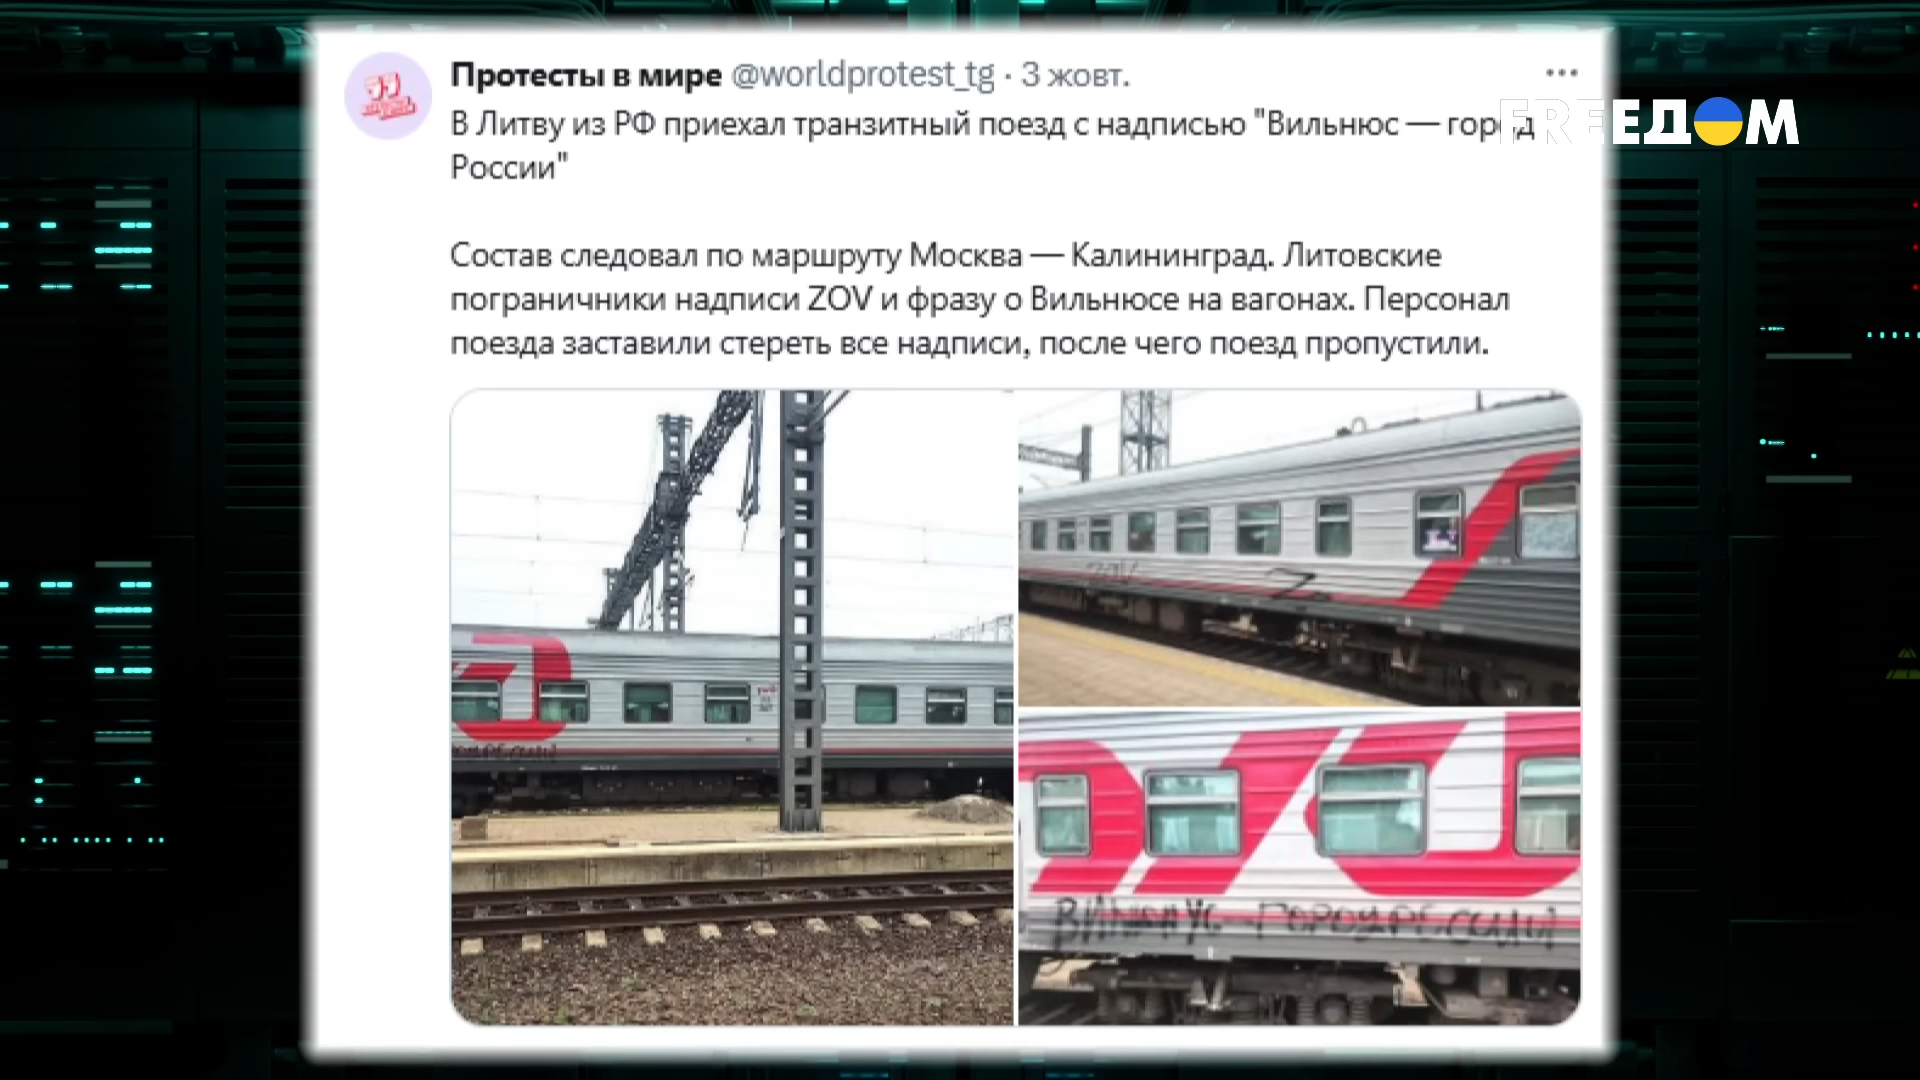 Протесты в мире @worldprotest_tg · 3 жовт.
В Литву из РФ приехал транзитный поезд с надписью "Вильнюс — город
России"
FREEДОМ
Состав следовал по маршруту Москва — Калининград. Литовские
пограничники надписи ZOV и фразу о Вильнюсе на вагонах. Персонал
поезда заставили стереть все надписи, после чего поезд пропустили.
ZOV Z